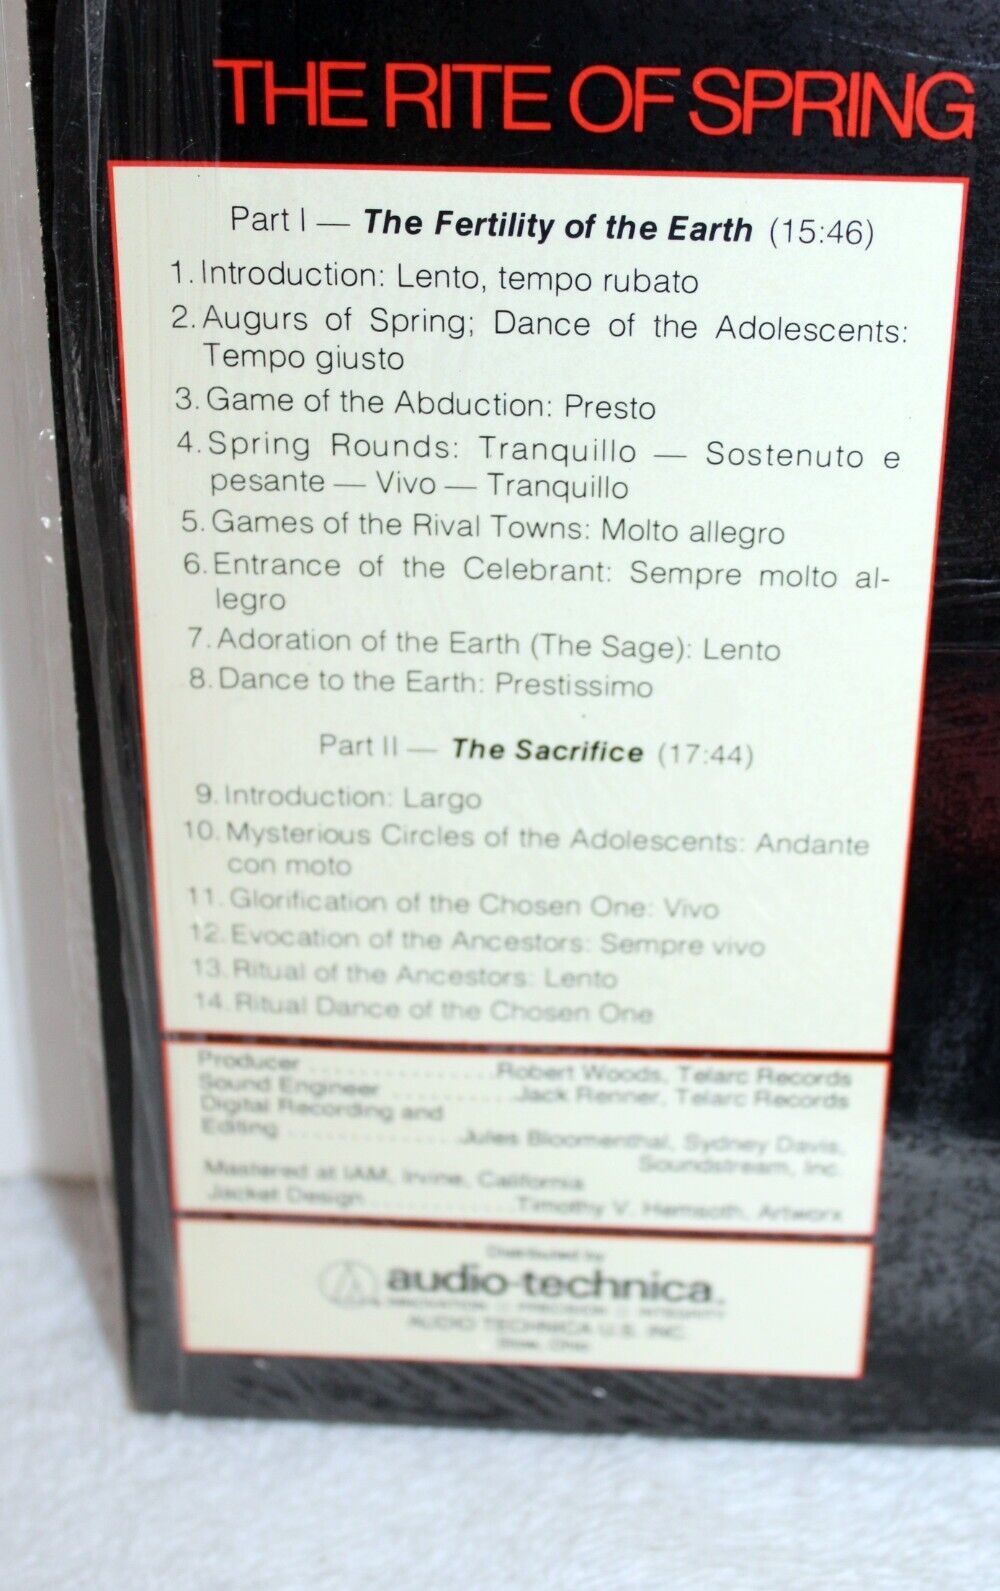 THE RITE OF SPRING
Part I — The Fertility of the Earth (15:46)
1. Introduction: Lento, tempo rubato
2. Augurs of Spring; Dance of the Adolescents:
Tempo giusto
3. Game of the Abduction: Presto
4. Spring Rounds: Tranquillo — Sostenuto e
pesante — Vivo — Tranquillo
5. Games of the Rival Towns: Molto allegro
6. Entrance of the Celebrant: Sempre molto al-
legro
7. Adoration of the Earth (The Sage): Lento
8. Dance to the Earth: Prestissimo
Part II — The Sacrifice (17:44)
9. Introduction: Largo
10. Mysterious Circles of the Adolescents: Andante
con moto
11. Glorification of the Chosen One: Vivo
12. Evocation of the Ancestors: Sempre vivo
13. Ritual of the Ancestors: Lento
14. Ritual Dance of the Chosen One
Producer ................Robert Woods, Telarc Records
Sound Engineer ...........Jack Renner, Telarc Records
Digital Recording and
Editing ...............Jules Bloomenthal, Sydney Davis,
Soundstream, Inc.
Mastered at IAM, Irvine, California
Jacket Design.............Timothy V. Hemsoth, Artworx
Distributed by
audio-technica.
INNOVATION □ PRECISION □ INTEGRITY
AUDIO TECHNICA U.S. INC.
Stow, Ohio